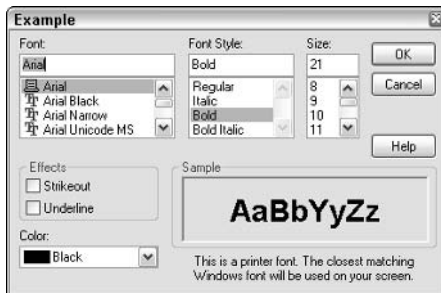 Example
Font:
Font Style:
Size:
Arial
Bold
21
OK
Cancel
Help
Arial
Arial Black
Arial Narrow
Arial Unicode MS
Regular
Italic
Bold
Bold Italic
8
9
10
11
Effects
Strikeout
Underline
Color:
Black
Sample
AaBbYyZz
This is a printer font. The closest matching
Windows font will be used on your screen.